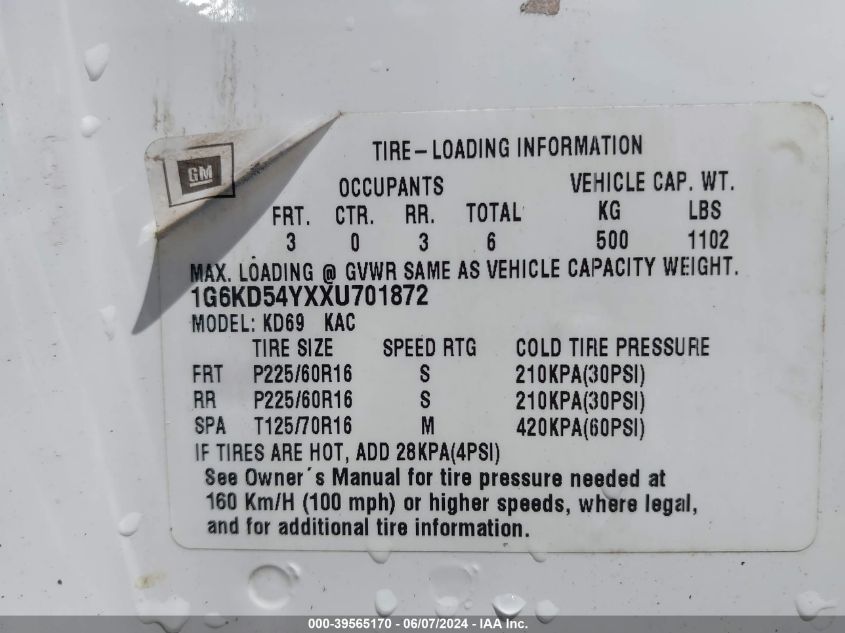 GM
TIRE-LOADING INFORMATION
OCCUPANTS VEHICLE CAP. WT.
FRT. CTR. RR. TOTAL KG LBS
3 0 3 6 500 1102
MAX. LOADING @ GVWR SAME AS VEHICLE CAPACITY WEIGHT.
1G6KD54YXXU701872
MODEL: KD69 KAC
TIRE SIZE SPEED RTG COLD TIRE PRESSURE
FRT P225/60R16 S 210KPA(30PSI)
RR P225/60R16 S 210KPA(30PSI)
SPA T125/70R16 M 420KPA(60PSI)
IF TIRES ARE HOT, ADD 28KPA(4PSI)
See Owner´s Manual for tire pressure needed at
160 Km/H (100 mph) or higher speeds, where legal,
and for additional tire information.
000-39565170 - 06/07/2024 - IAA Inc.